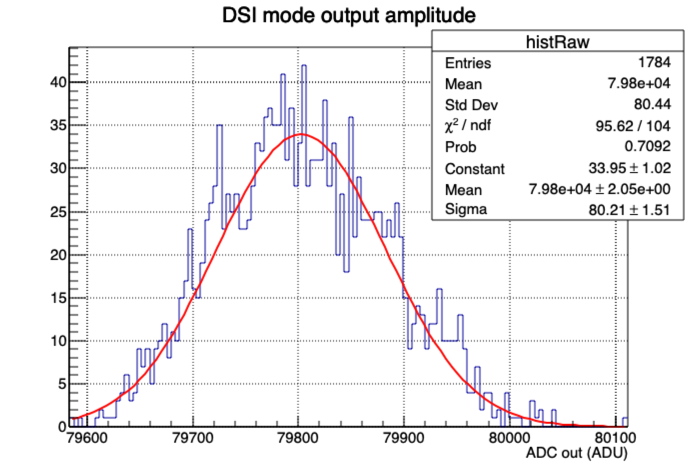 DSI mode output amplitude
histRaw
Entries 1784
Mean 7.98e+04
Std Dev 80.44
χ² / ndf 95.62 / 104
Prob 0.7092
Constant 33.95 ± 1.02
Mean 7.98e+04 ± 2.05e+00
Sigma 80.21 ± 1.51
40
35
30
25
20
15
10
5
0
79600 79700 79800 79900 80000 80100
ADC out (ADU)